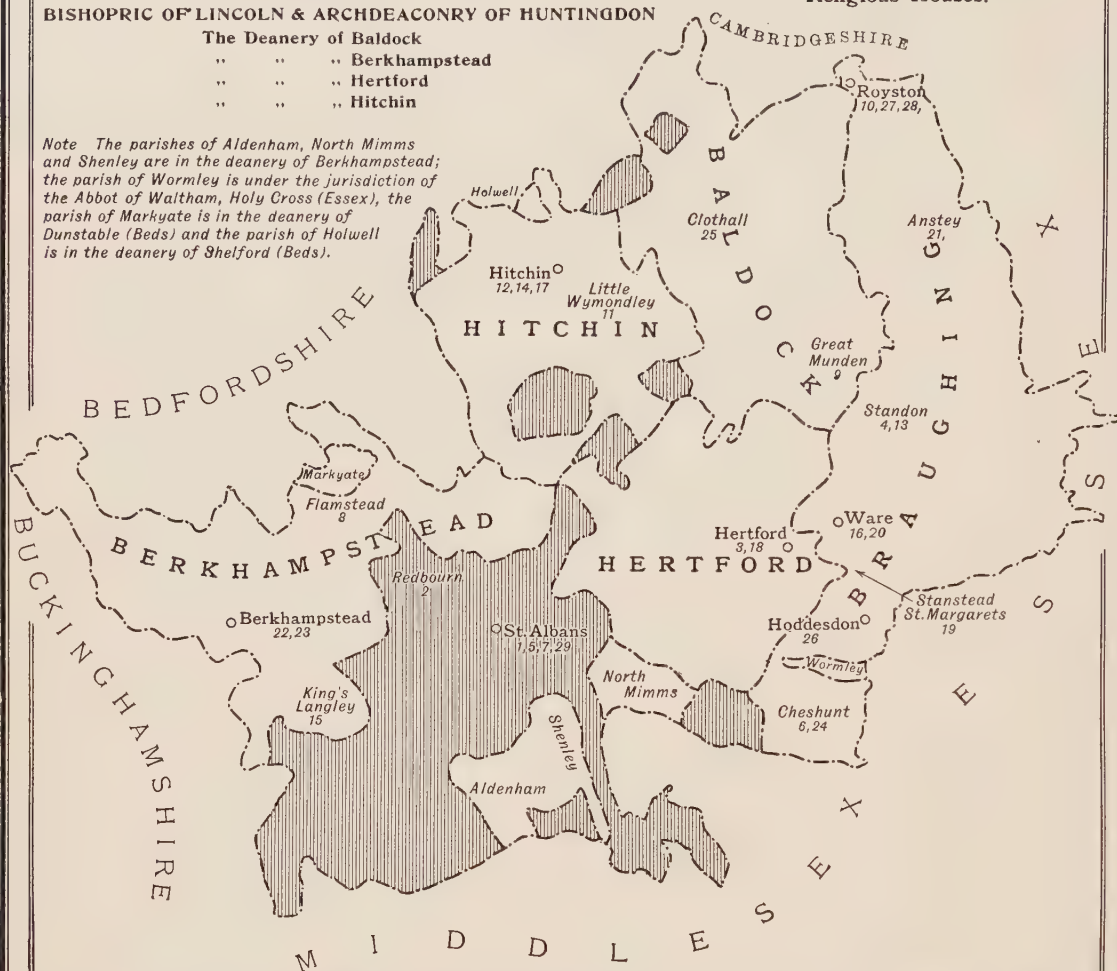 Religious Houses.
BISHOPRIC OF LINCOLN & ARCHDEACONRY OF HUNTINGDON
The Deanery of Baldock
" " " Berkhampstead
" " " Hertford
" " " Hitchin
Note The parishes of Aldenham, North Mimms
and Shenley are in the deanery of Berkhampstead;
the parish of Wormley is under the jurisdiction of
the Abbot of Waltham, Holy Cross (Essex), the
parish of Markyate is in the deanery of
Dunstable (Beds) and the parish of Holwell
is in the deanery of Shelford (Beds).
CAMBRIDGESHIRE
Royston
10,27,28,
BALDOCK
Holwell
Clothall
25
Anstey
21,
Hitchin
12,14,17
Little
Wymondley
11
HITCHIN
BEDFORDSHIRE
Great
Munden
9
Standon
4,13
BRAUGHING
ESSEX
Markyate
Flamstead
8
BERKHAMPSTEAD
BUCKINGHAMSHIRE
Hertford
3,18
Ware
16,20
HERTFORD
Redbourn
2
Stanstead
St. Margarets
19
Berkhampstead
22,23
St. Albans
1,5,7,29
Hoddesdon
26
Wormley
North
Mimms
King's
Langley
15
Cheshunt
6,24
Shenley
Aldenham
MIDDLESEX